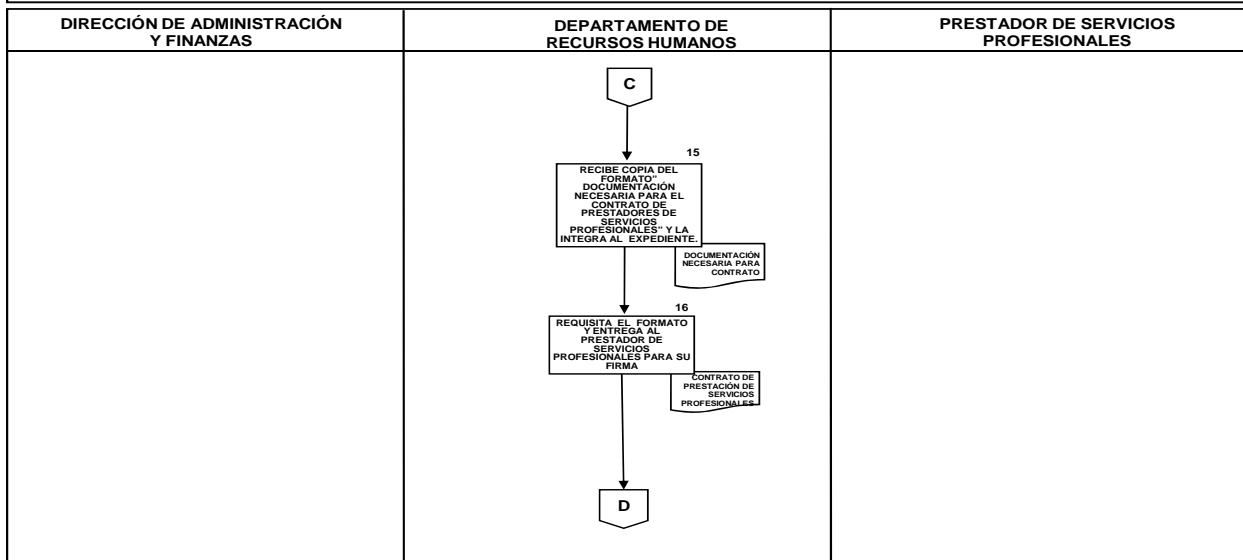 DIRECCIÓN DE ADMINISTRACIÓN
Y FINANZAS
DEPARTAMENTO DE
RECURSOS HUMANOS
PRESTADOR DE SERVICIOS
PROFESIONALES
C
15
RECIBE COPIA DEL
FORMATO"
DOCUMENTACIÓN
NECESARIA PARA EL
CONTRATO DE
PRESTADORES DE
SERVICIOS
PROFESIONALES" Y LA
INTEGRA AL EXPEDIENTE.
DOCUMENTACIÓN
NECESARIA PARA
CONTRATO
16
REQUISITA EL FORMATO
Y ENTREGA AL
PRESTADOR DE
SERVICIOS
PROFESIONALES PARA SU
FIRMA
CONTRATO DE
PRESTACIÓN DE
SERVICIOS
PROFESIONALES
D